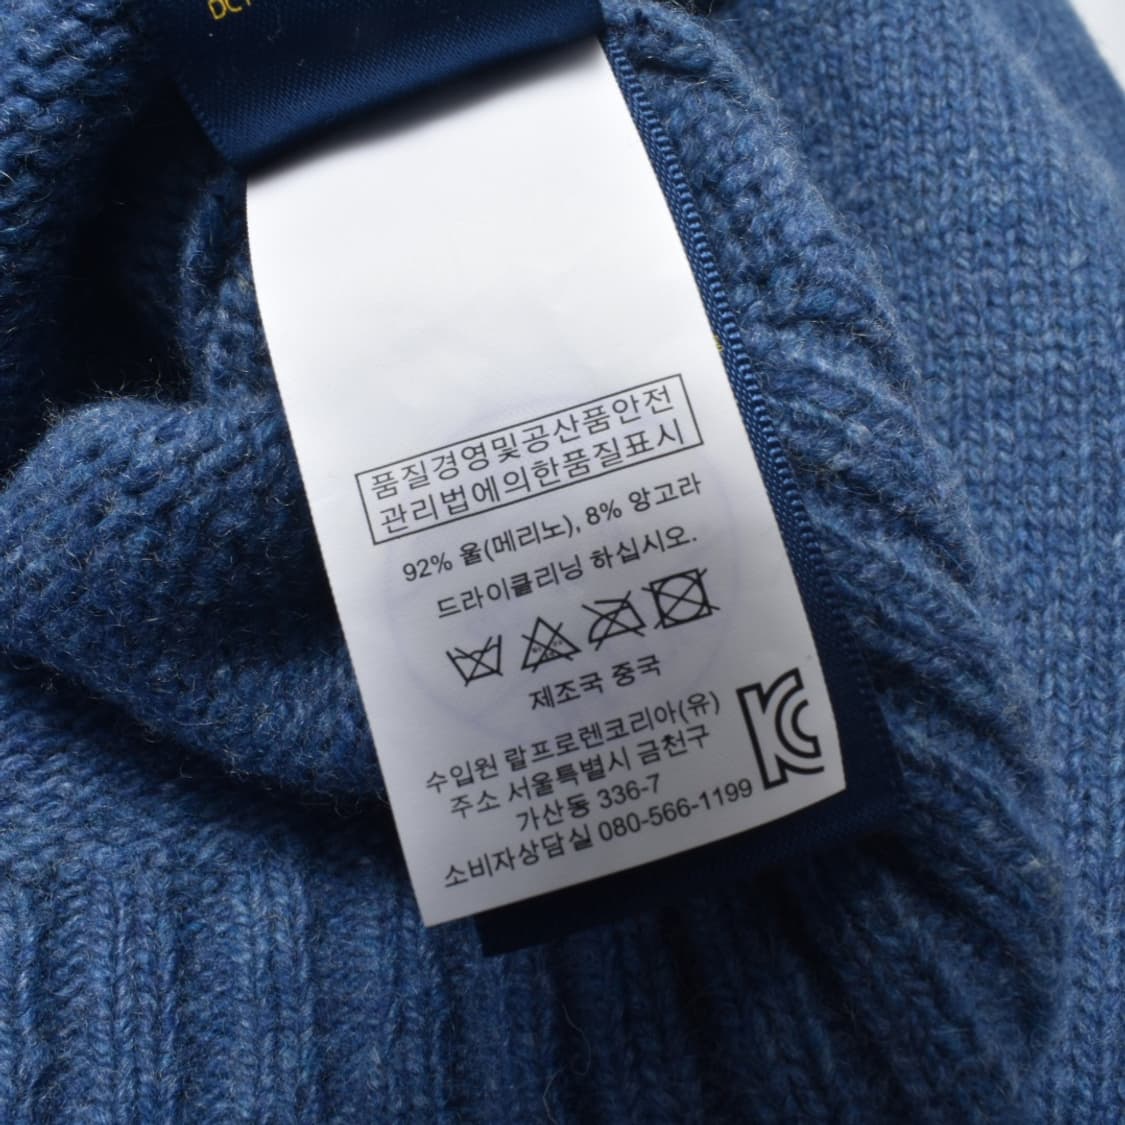 품질경영및공산품안전
관리법에의한품질표시
92% 울(메리노), 8% 앙고라
드라이클리닝 하십시오.
제조국 중국
수입원 랄프로렌코리아(유)
주소 서울특별시 금천구
가산동 336-7
소비자상담실 080-566-1199